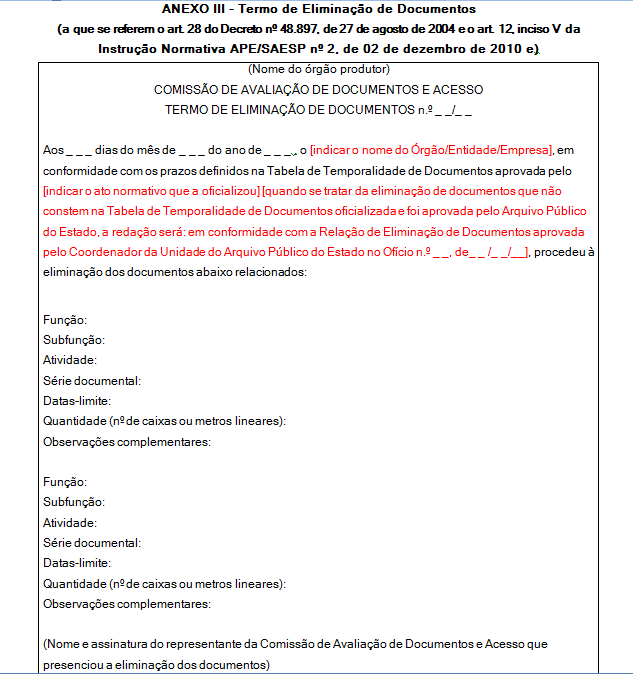 ANEXO III - Termo de Eliminação de Documentos
(a que se referem o art. 28 do Decreto nº 48.897, de 27 de agosto de 2004 e o art. 12, inciso V da
Instrução Normativa APE/SAESP nº 2, de 02 de dezembro de 2010 e).
(Nome do órgão produtor)
COMISSÃO DE AVALIAÇÃO DE DOCUMENTOS E ACESSO
TERMO DE ELIMINAÇÃO DE DOCUMENTOS n.º _ _/_ _
Aos _ _ _ dias do mês de _ _ _ do ano de _ _ _, o [indicar o nome do Órgão/Entidade/Empresa], em
conformidade com os prazos definidos na Tabela de Temporalidade de Documentos aprovada pelo
[indicar o ato normativo que a oficializou] [quando se tratar da eliminação de documentos que não
constem na Tabela de Temporalidade de Documentos oficializada e foi aprovada pelo Arquivo Público
do Estado, a redação será: em conformidade com a Relação de Eliminação de Documentos aprovada
pelo Coordenador da Unidade do Arquivo Público do Estado no Ofício n.º _ _, de_ _ /_ _/__], procedeu à
eliminação dos documentos abaixo relacionados:
Função:
Subfunção:
Atividade:
Série documental:
Datas-limite:
Quantidade (nº de caixas ou metros lineares):
Observações complementares:
Função:
Subfunção:
Atividade:
Série documental:
Datas-limite:
Quantidade (nº de caixas ou metros lineares):
Observações complementares:
(Nome e assinatura do representante da Comissão de Avaliação de Documentos e Acesso que
presenciou a eliminação dos documentos)